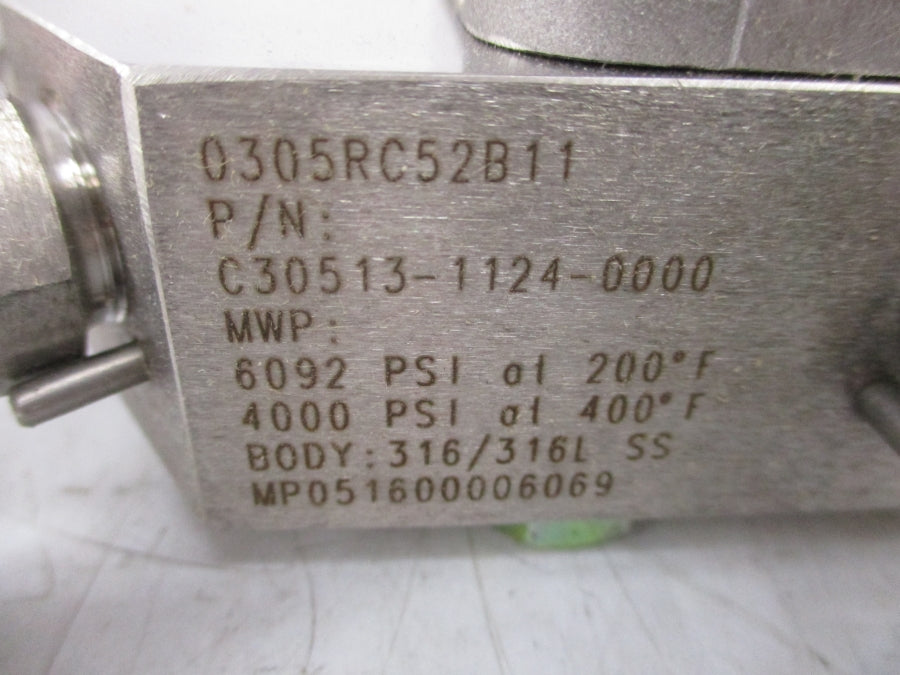 0305RC52B11
P/N:
C30513-1124-0000
MWP:
6092 PSI at 200°F
4000 PSI at 400°F
BODY:316/316L SS
MP051600006069